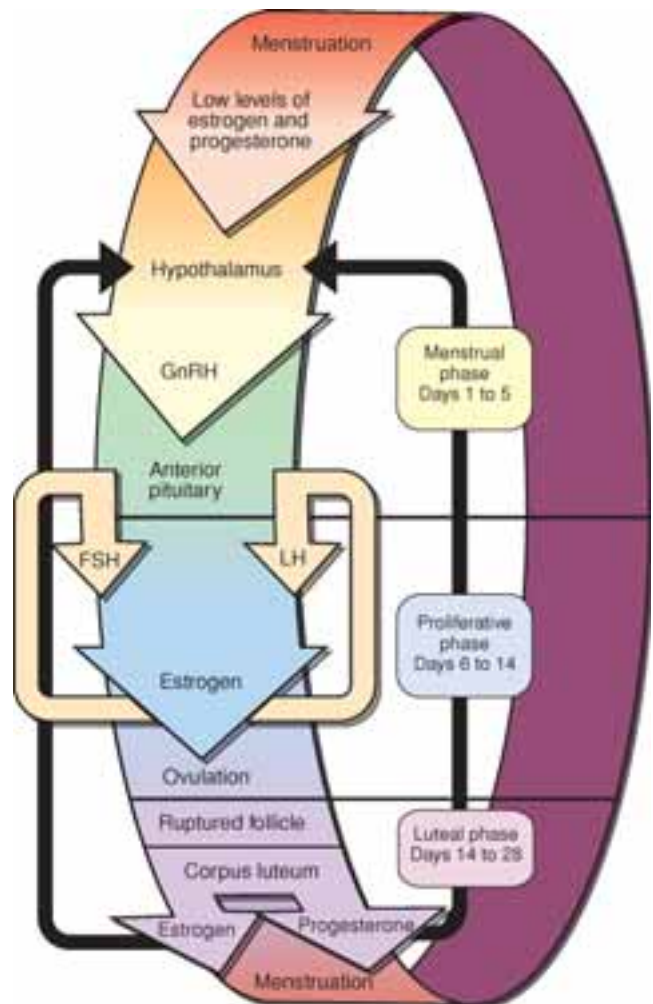 Menstruation
Low levels of
estrogen and
progesterone
Hypothalamus
GnRH
Menstrual
phase
Days 1 to 5
Anterior
pituitary
FSH
LH
Proliferative
phase
Days 6 to 14
Estrogen
Ovulation
Ruptured follicle
Luteal phase
Days 14 to 28
Corpus luteum
Estrogen
Progesterone
Menstruation